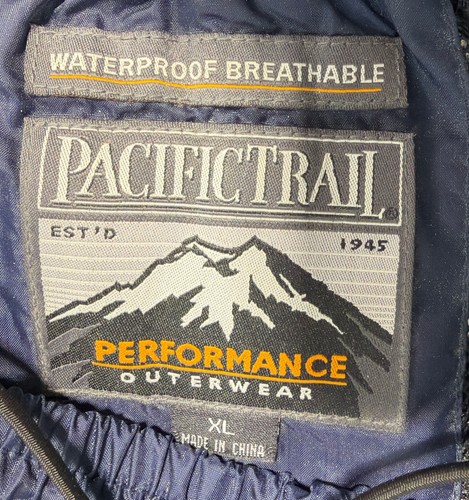 WATERPROOF BREATHABLE
PACIFICTRAIL®
EST'D 1945
PERFORMANCE
OUTERWEAR
XL
MADE IN CHINA